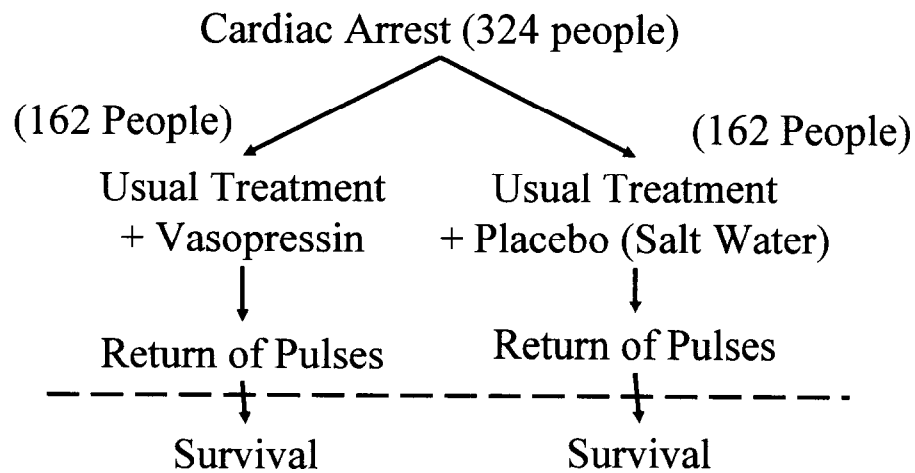 Cardiac Arrest (324 people)
(162 People)
(162 People)
Usual Treatment
+ Vasopressin
Usual Treatment
+ Placebo (Salt Water)
Return of Pulses
Return of Pulses
Survival
Survival